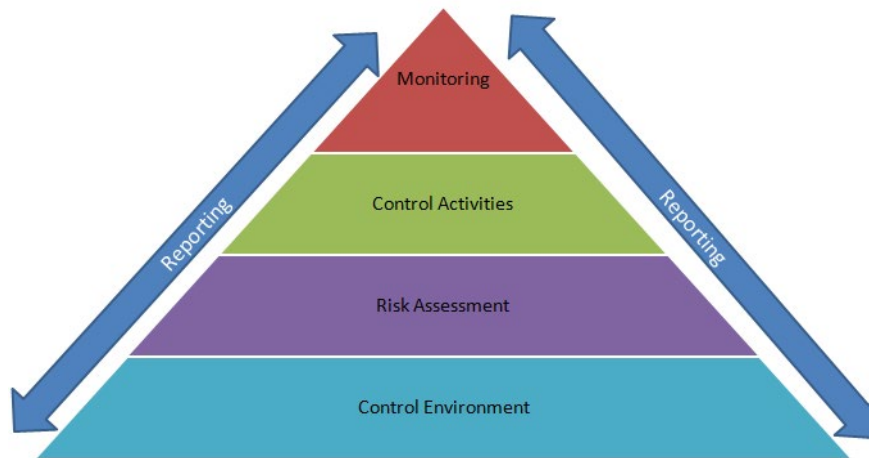 Monitoring
Control Activities
Reporting
Reporting
Risk Assessment
Control Environment